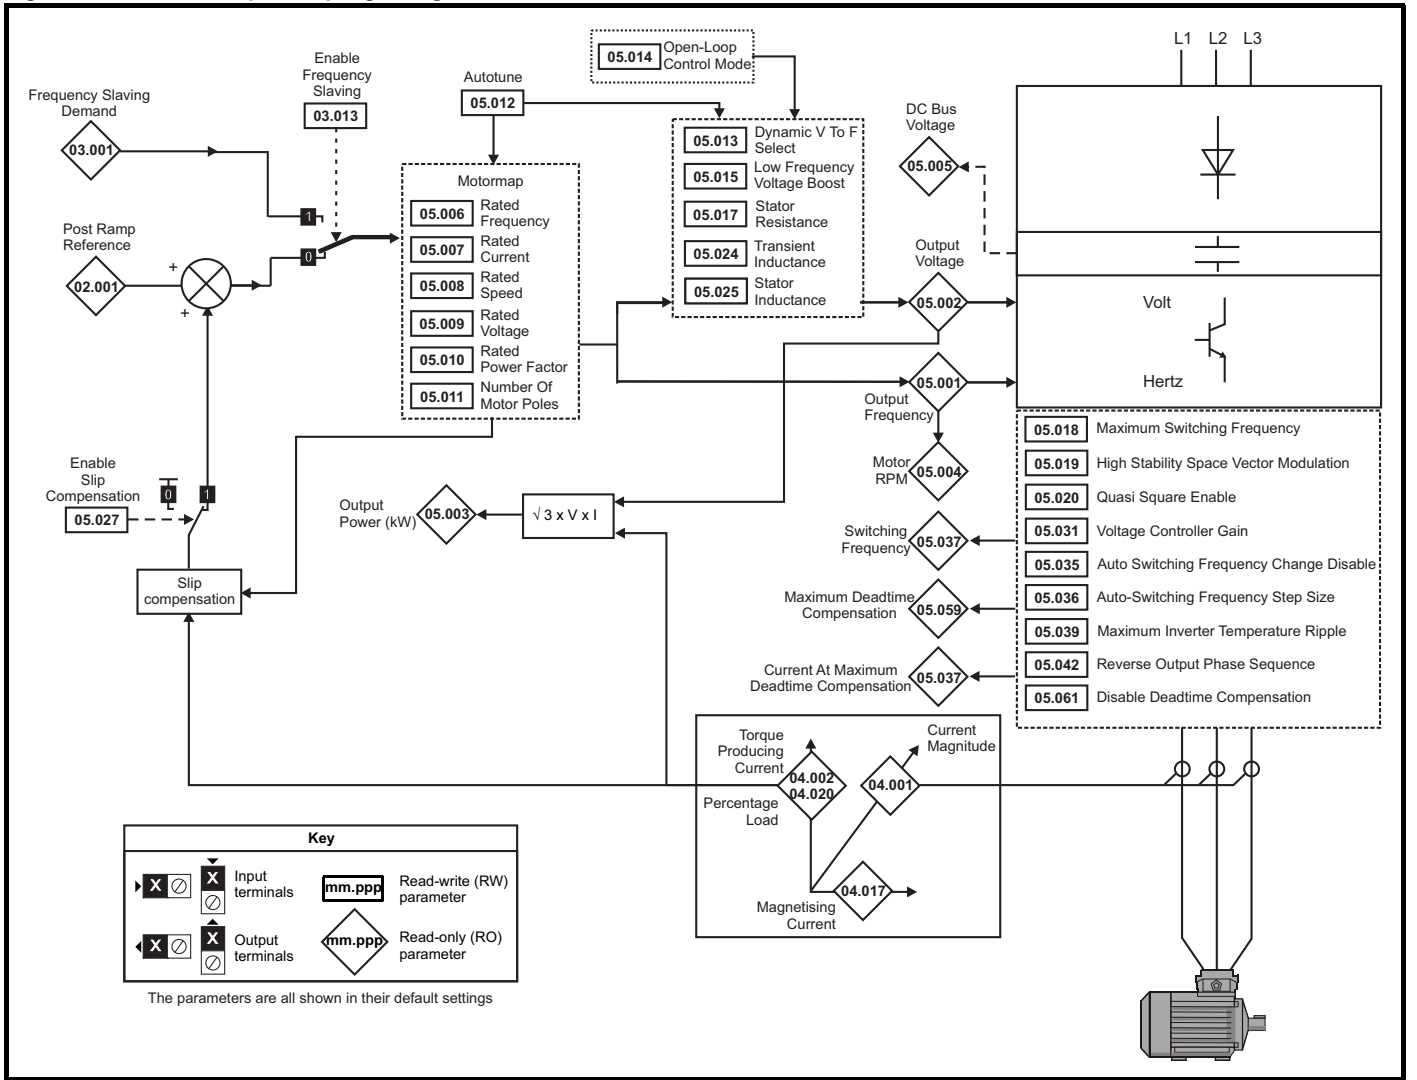 Enable
Frequency
Slaving
03.013
Frequency Slaving
Demand
03.001
Post Ramp
Reference
02.001
+
+
1
0
Autotune
05.012
05.014
Open-Loop
Control Mode
Motormap
05.006
Rated
Frequency
05.007
Rated
Current
05.008
Rated
Speed
05.009
Rated
Voltage
05.010
Rated
Power Factor
05.011
Number Of
Motor Poles
05.013
Dynamic V To F
Select
05.015
Low Frequency
Voltage Boost
05.017
Stator
Resistance
05.024
Transient
Inductance
05.025
Stator
Inductance
DC Bus
Voltage
05.005
Output
Voltage
05.002
05.001
Output
Frequency
Motor
RPM
05.004
L1 L2 L3
Volt
Hertz
Enable
Slip
Compensation
05.027
0
1
Slip
compensation
Output
Power (kW)
05.003
√ 3 x V x I
Switching
Frequency
05.037
Maximum Deadtime
Compensation
05.059
Current At Maximum
Deadtime Compensation
05.037
05.018 Maximum Switching Frequency
05.019 High Stability Space Vector Modulation
05.020 Quasi Square Enable
05.031 Voltage Controller Gain
05.035 Auto Switching Frequency Change Disable
05.036 Auto-Switching Frequency Step Size
05.039 Maximum Inverter Temperature Ripple
05.042 Reverse Output Phase Sequence
05.061 Disable Deadtime Compensation
Torque
Producing
Current
04.002
04.020
Percentage
Load
Current
Magnitude
04.001
04.017
Magnetising
Current
Key
X
X
Input
terminals
mm.ppp
Read-write (RW)
parameter
X
X
Output
terminals
mm.ppp
Read-only (RO)
parameter
The parameters are all shown in their default settings